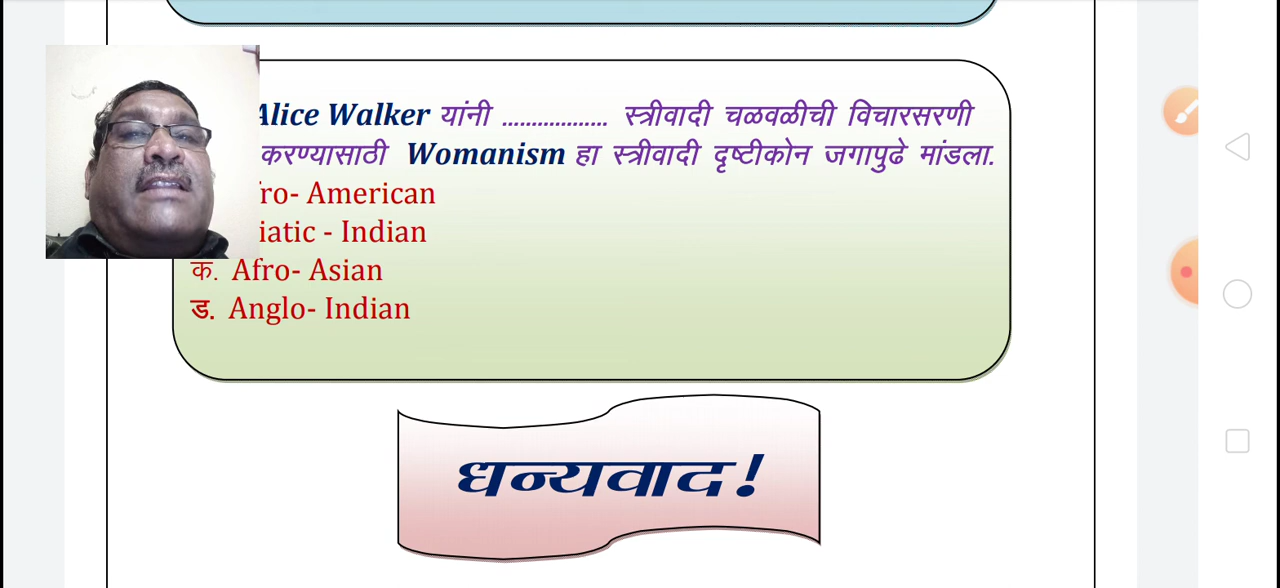 Alice Walker यांनी .................. स्त्रीवादी चळवळीची विचारसरणी
करण्यासाठी Womanism हा स्त्रीवादी दृष्टीकोन जगापुढे मांडला.
ro- American
iatic - Indian
क. Afro- Asian
ड. Anglo- Indian
धन्यवाद!